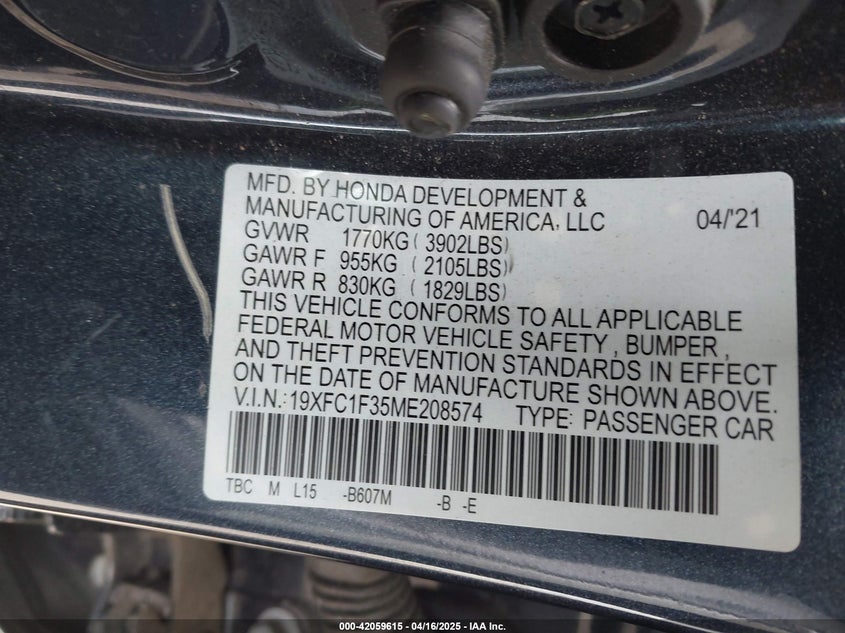 MFD. BY HONDA DEVELOPMENT &
MANUFACTURING OF AMERICA, LLC 04/'21
GVWR 1770KG ( 3902LBS)
GAWR F 955KG ( 2105LBS)
GAWR R 830KG ( 1829LBS)
THIS VEHICLE CONFORMS TO ALL APPLICABLE
FEDERAL MOTOR VEHICLE SAFETY , BUMPER ,
AND THEFT PREVENTION STANDARDS IN EFFECT
ON THE DATE OF MANUFACTURE SHOWN ABOVE.
V.I.N.:19XFC1F35ME208574 TYPE: PASSENGER CAR
TBC M L15 -B607M -B -E
000-42059615 - 04/16/2025 - IAA Inc.